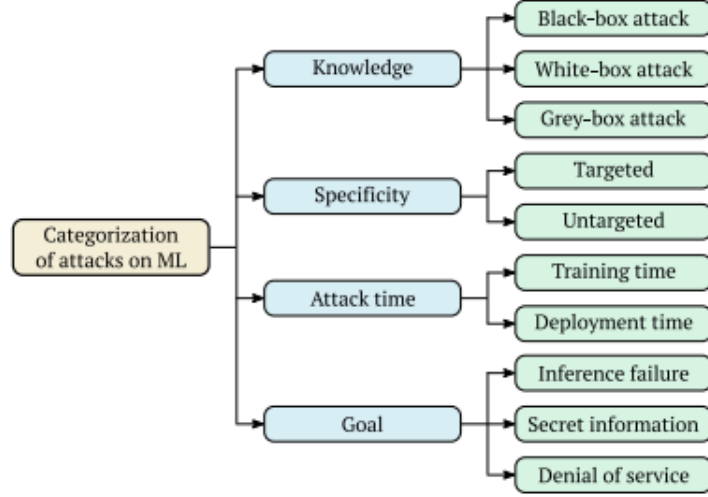 Categorization
of attacks on ML
Knowledge
Black-box attack
White-box attack
Grey-box attack
Specificity
Targeted
Untargeted
Attack time
Training time
Deployment time
Goal
Inference failure
Secret information
Denial of service